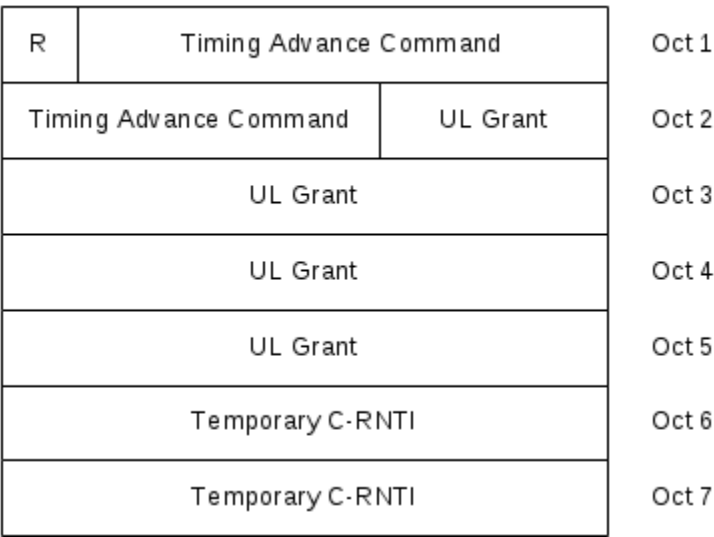 R Timing Advance Command Oct 1
Timing Advance Command UL Grant Oct 2
UL Grant Oct 3
UL Grant Oct 4
UL Grant Oct 5
Temporary C-RNTI Oct 6
Temporary C-RNTI Oct 7